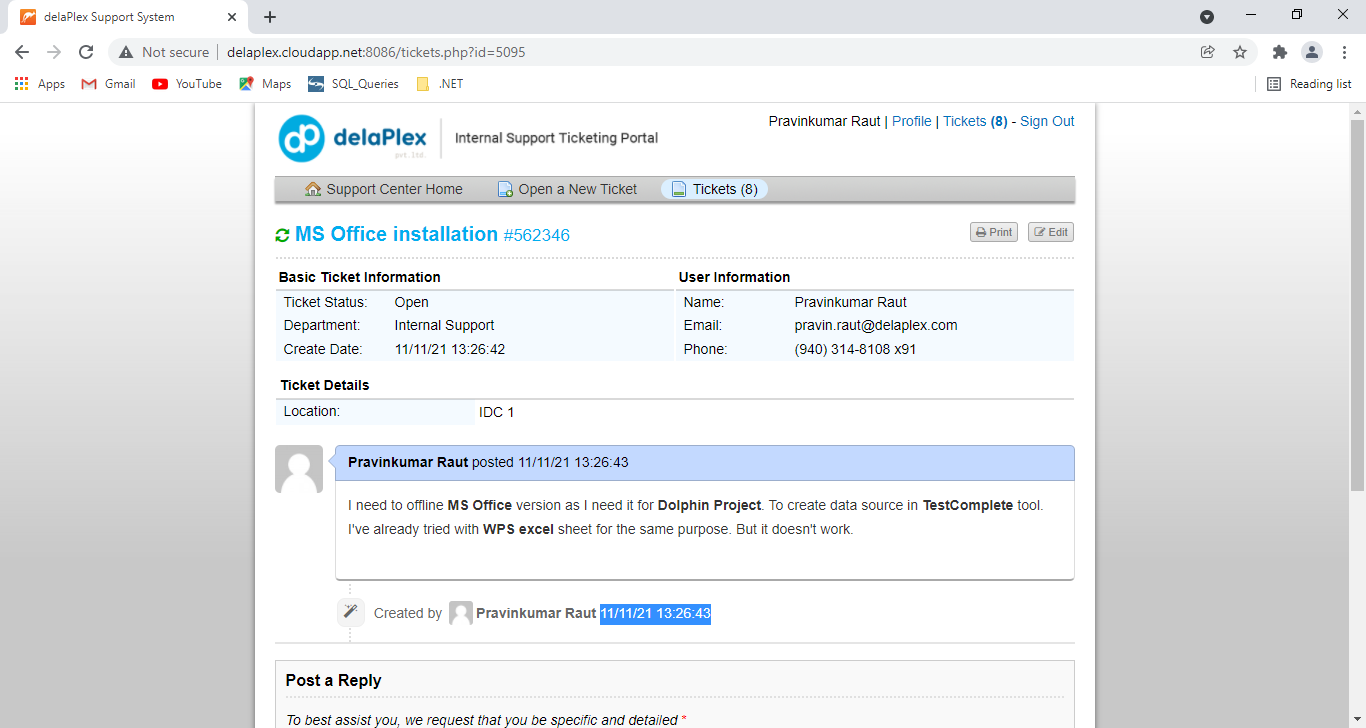 delaPlex Support System
Not secure
delaplex.cloudapp.net:8086/tickets.php?id=5095
Apps Gmail YouTube Maps SQL_Queries .NET Reading list
dp delaPlex pvt. ltd. Internal Support Ticketing Portal
Pravinkumar Raut | Profile | Tickets (8) - Sign Out
Support Center Home Open a New Ticket Tickets (8)
MS Office installation #562346 Print Edit
Basic Ticket Information User Information
Ticket Status: Open Name: Pravinkumar Raut
Department: Internal Support Email: pravin.raut@delaplex.com
Create Date: 11/11/21 13:26:42 Phone: (940) 314-8108 x91
Ticket Details
Location: IDC 1
Pravinkumar Raut posted 11/11/21 13:26:43
I need to offline MS Office version as I need it for Dolphin Project. To create data source in TestComplete tool.
I've already tried with WPS excel sheet for the same purpose. But it doesn't work.
Created by Pravinkumar Raut 11/11/21 13:26:43
Post a Reply
To best assist you, we request that you be specific and detailed *